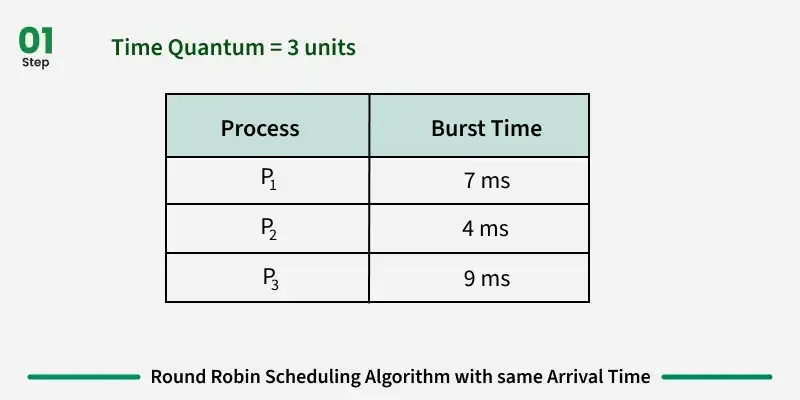 01
Step
Time Quantum = 3 units
Process Burst Time
P1 7 ms
P2 4 ms
P3 9 ms
Round Robin Scheduling Algorithm with same Arrival Time